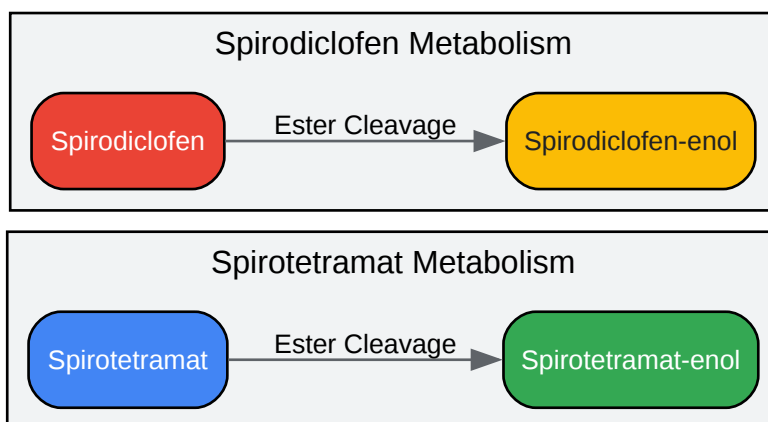 Spirodiclofen Metabolism
Spirodiclofen
Ester Cleavage
Spirodiclofen-enol
Spirotetramat Metabolism
Spirotetramat
Ester Cleavage
Spirotetramat-enol